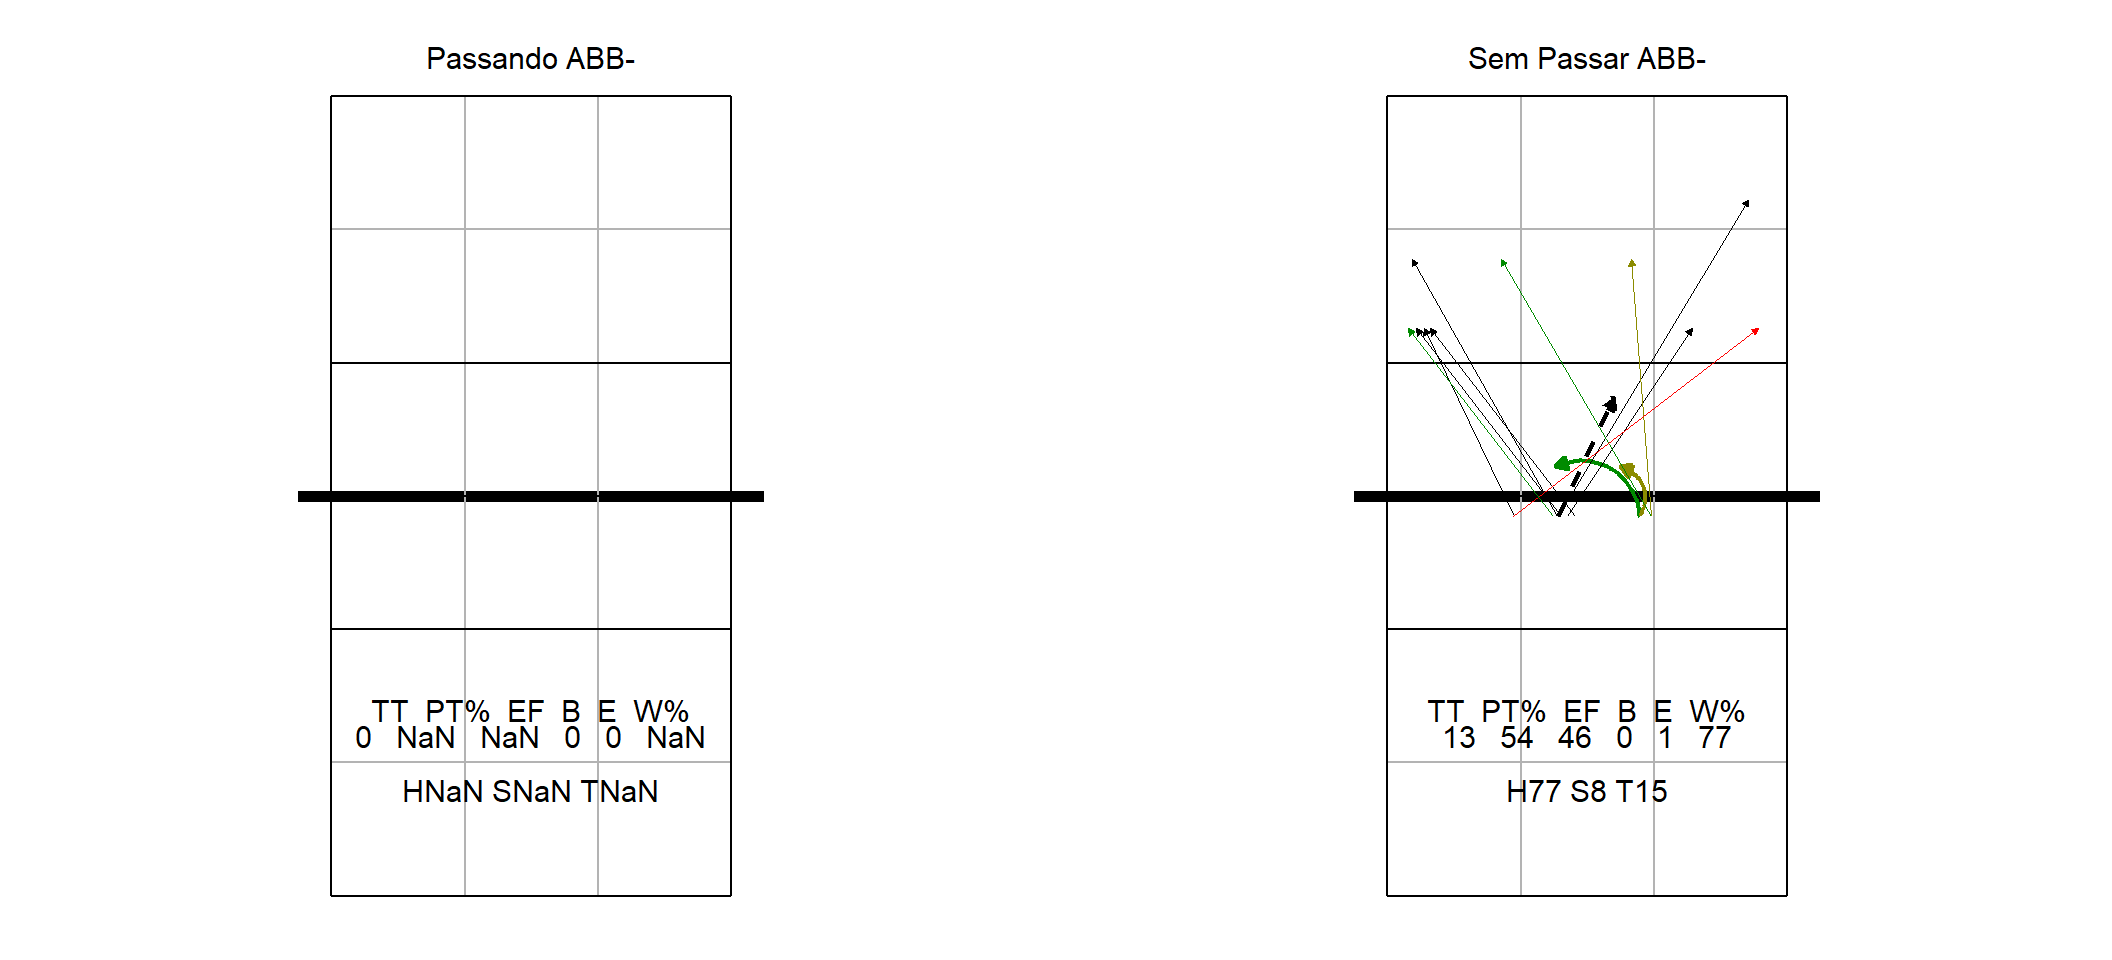 Passando ABB-
TT PT% EF B E W%
0 NaN NaN 0 0 NaN
HNaN SNaN TNaN
Sem Passar ABB-
TT PT% EF B E W%
13 54 46 0 1 77
H77 S8 T15